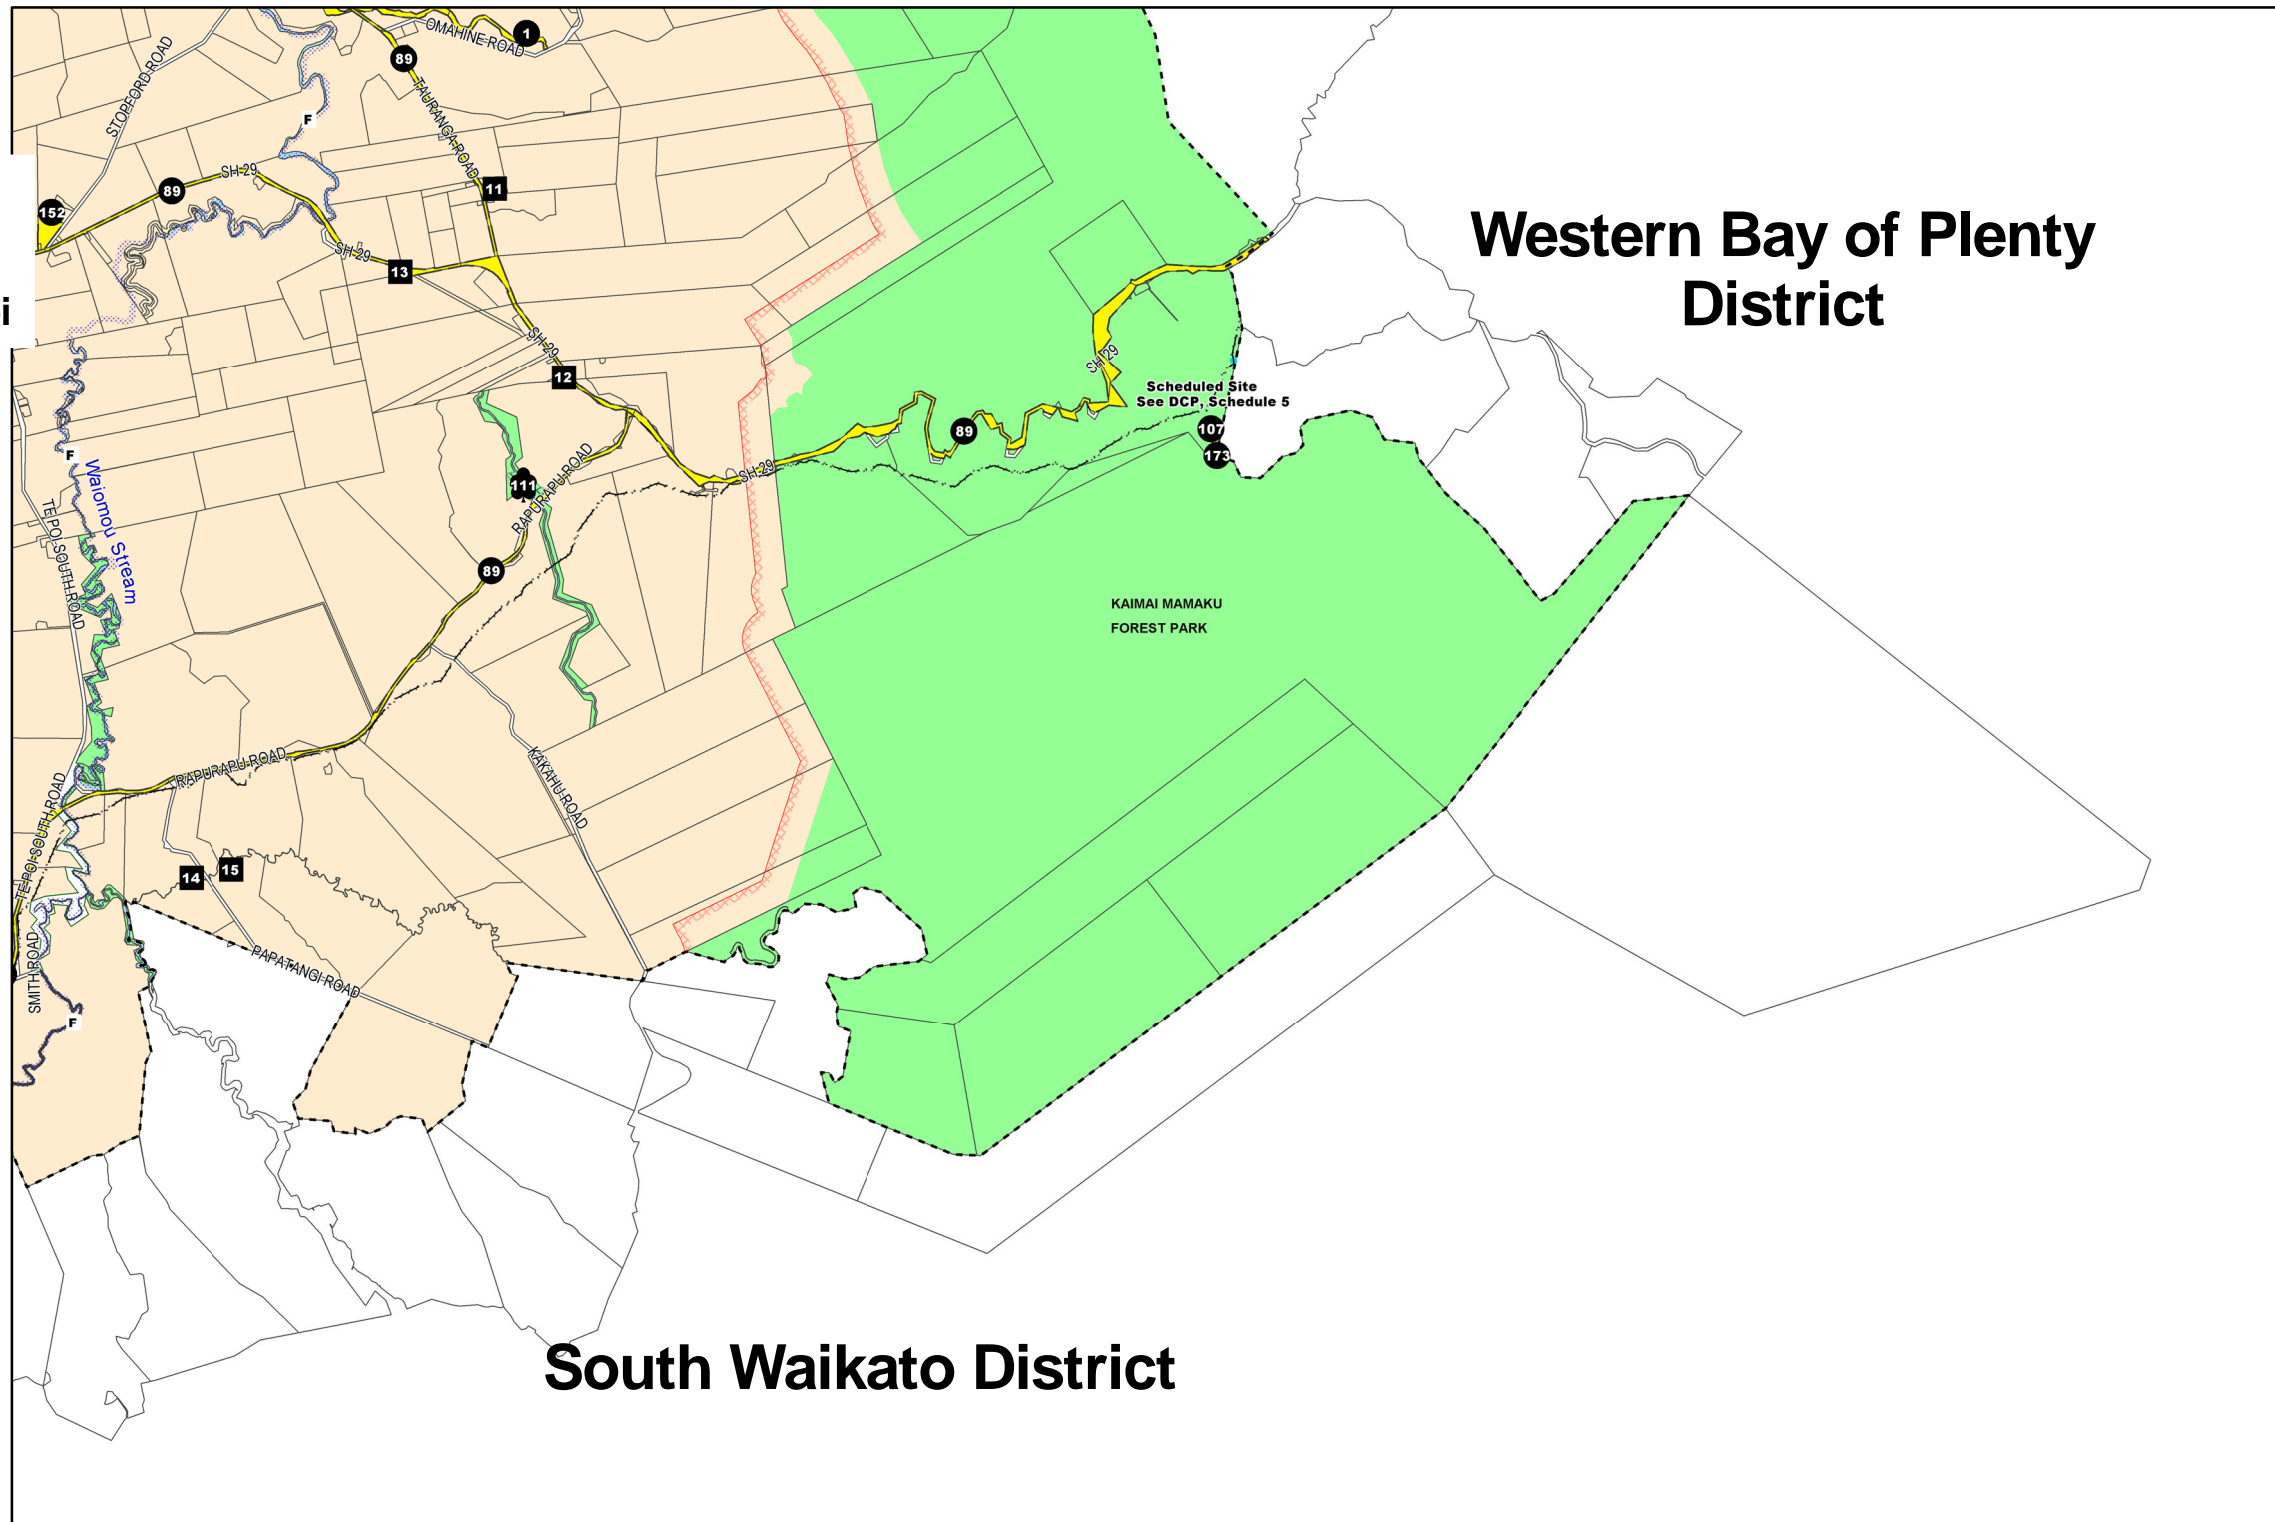 OMAHINE ROAD
1
89
STOPFORD ROAD
TAURANGA ROAD
F
SH 29
89
11
152
SH 29
13
Western Bay of Plenty
District
i
SH 29
12
SH 29
Scheduled Site
See DCP, Schedule 5
107
89
173
F
Waiomou Stream
SH 29
111
RAPURAPU ROAD
TE POI SOUTH ROAD
89
KAIMAI MAMAKU
FOREST PARK
RAPURAPU ROAD
KAKAHU ROAD
TE POI SOUTH ROAD
14
15
SMITH ROAD
PAPATANGI ROAD
F
South Waikato District